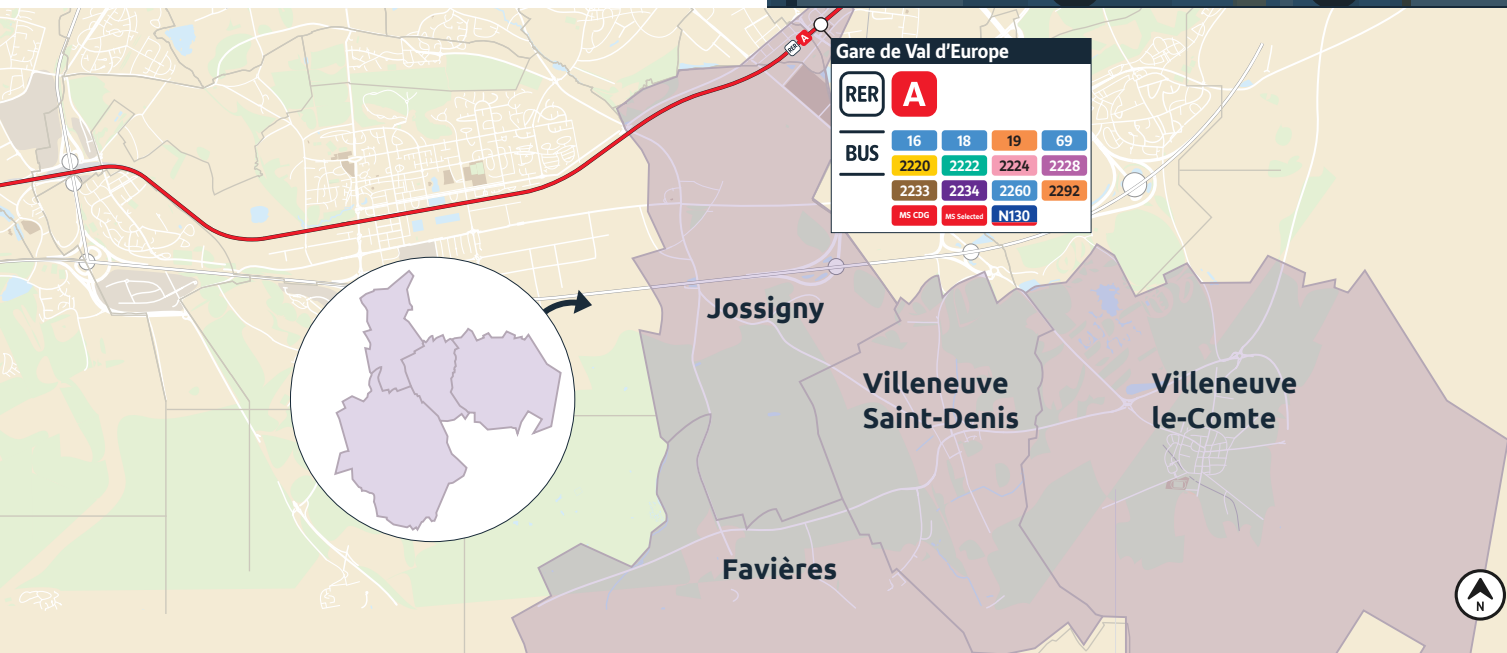 RER A
Gare de Val d'Europe
RER A
BUS
16 18 19 69
2220 2222 2224 2228
2233 2234 2260 2292
MS CDG MS Selected N130
Jossigny
Villeneuve
Saint-Denis
Villeneuve
le-Comte
Favières
N